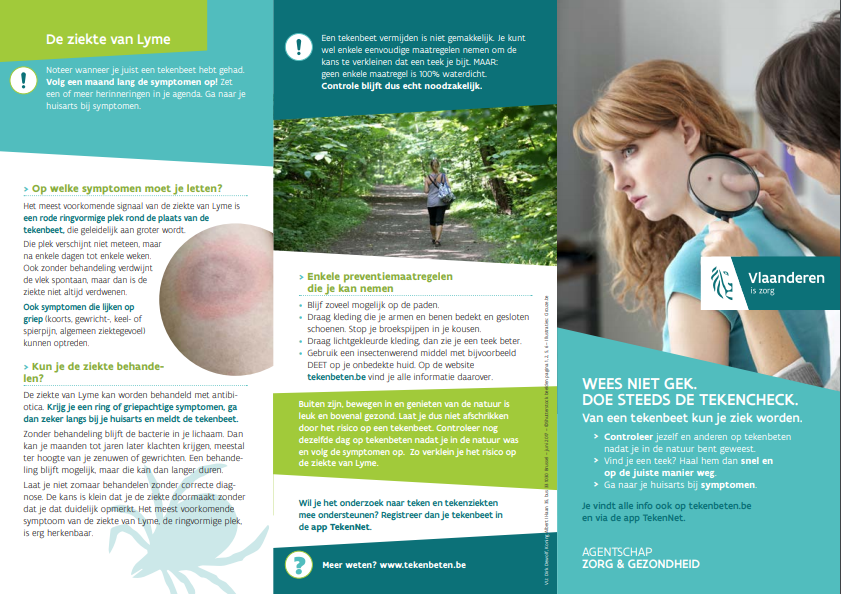 De ziekte van Lyme
Noteer wanneer je juist een tekenbeet hebt gehad.
Volg een maand lang de symptomen op! Zet
een of meer herinneringen in je agenda. Ga naar je
huisarts bij symptomen.
> Op welke symptomen moet je letten?
Het meest voorkomende signaal van de ziekte van Lyme is
een rode ringvormige plek rond de plaats van de
tekenbeet, die geleidelijk aan groter wordt.
Die plek verschijnt niet meteen, maar
na enkele dagen tot enkele weken.
Ook zonder behandeling verdwijnt
de vlek spontaan, maar dan is de
ziekte niet altijd verdwenen.
Ook symptomen die lijken op
griep (koorts, gewricht-, keel- of
spierpijn, algemeen ziektegevoel)
kunnen optreden.
> Kun je de ziekte behande-
len?
De ziekte van Lyme kan worden behandeld met antibi-
otica. Krijg je een ring of griepachtige symptomen, ga
dan zeker langs bij je huisarts en meldt de tekenbeet.
Zonder behandeling blijft de bacterie in je lichaam. Dan
kan je maanden tot jaren later klachten krijgen, meestal
ter hoogte van je zenuwen of gewrichten. Een behande-
ling blijft mogelijk, maar die kan dan langer duren.
Laat je niet zomaar behandelen zonder correcte diag-
nose. De kans is klein dat je de ziekte doormaakt zonder
dat je dat duidelijk opmerkt. Het meest voorkomende
symptoom van de ziekte van Lyme, de ringvormige plek,
is erg herkenbaar.
Een tekenbeet vermijden is niet gemakkelijk. Je kunt
wel enkele eenvoudige maatregelen nemen om de
kans te verkleinen dat een teek je bijt. MAAR:
geen enkele maatregel is 100% waterdicht.
Controle blijft dus echt noodzakelijk.
> Enkele preventiemaatregelen
die je kan nemen
• Blijf zoveel mogelijk op de paden.
• Draag kleding die je armen en benen bedekt en gesloten
schoenen. Stop je broekspijpen in je kousen.
• Draag lichtgekleurde kleding, dan zie je een teek beter.
• Gebruik een insectenwerend middel met bijvoorbeeld
DEET op je onbedekte huid. Op de website
tekenbeten.be vind je alle informatie daarover.
Buiten zijn, bewegen in en genieten van de natuur is
leuk en bovenal gezond. Laat je dus niet afschrikken
door het risico op een tekenbeet. Controleer nog
dezelfde dag op tekenbeten nadat je in de natuur was
en volg de symptomen op. Zo verklein je het risico op
de ziekte van Lyme.
Wil je het onderzoek naar teken en tekenziekten
mee ondersteunen? Registreer dan je tekenbeet in
de app TekenNet.
Meer weten? www.tekenbeten.be
Vlaanderen
is zorg
WEES NIET GEK.
DOE STEEDS DE TEKENCHECK.
Van een tekenbeet kun je ziek worden.
> Controleer jezelf en anderen op tekenbeten
nadat je in de natuur bent geweest.
> Vind je een teek? Haal hem dan snel en
op de juiste manier weg.
> Ga naar je huisarts bij symptomen.
Je vindt alle info ook op tekenbeten.be
en via de app TekenNet.
AGENTSCHAP
ZORG & GEZONDHEID